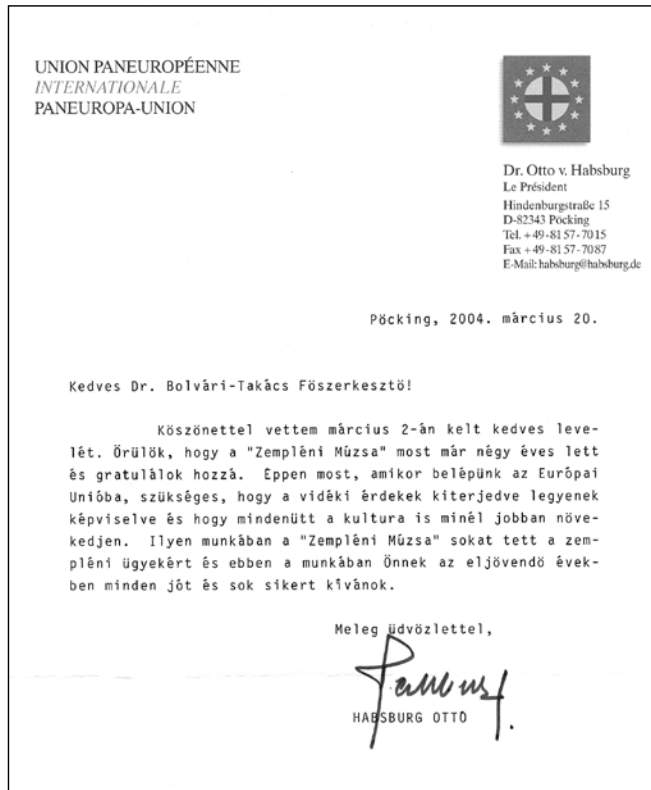 UNION PANEUROPÉENNE
INTERNATIONALE
PANEUROPA-UNION
Dr. Otto v. Habsburg
Le Président
Hindenburgstraße 15
D-82343 Pöcking
Tel. +49-8157-7015
Fax +49-8157-7087
E-Mail: habsburg@habsburg.de
Pöcking, 2004. március 20.
Kedves Dr. Bolvári-Takács Föszerkesztö!
Köszönettel vettem március 2-án kelt kedves leve-
lét. Örülök, hogy a "Zempléni Múzsa" most már négy éves lett
és gratulálok hozzá. Éppen most, amikor belépünk az Európai
Unióba, szükséges, hogy a vidéki érdekek kiterjedve legyenek
képviselve és hogy mindenütt a kultura is minél jobban növe-
kedjen. Ilyen munkában a "Zempléni Múzsa" sokat tett a zem-
pléni ügyekért és ebben a munkában Önnek az eljövendö évek-
ben minden jót és sok sikert kívánok.
Meleg üdvözlettel,
HABSBURG OTTÓ